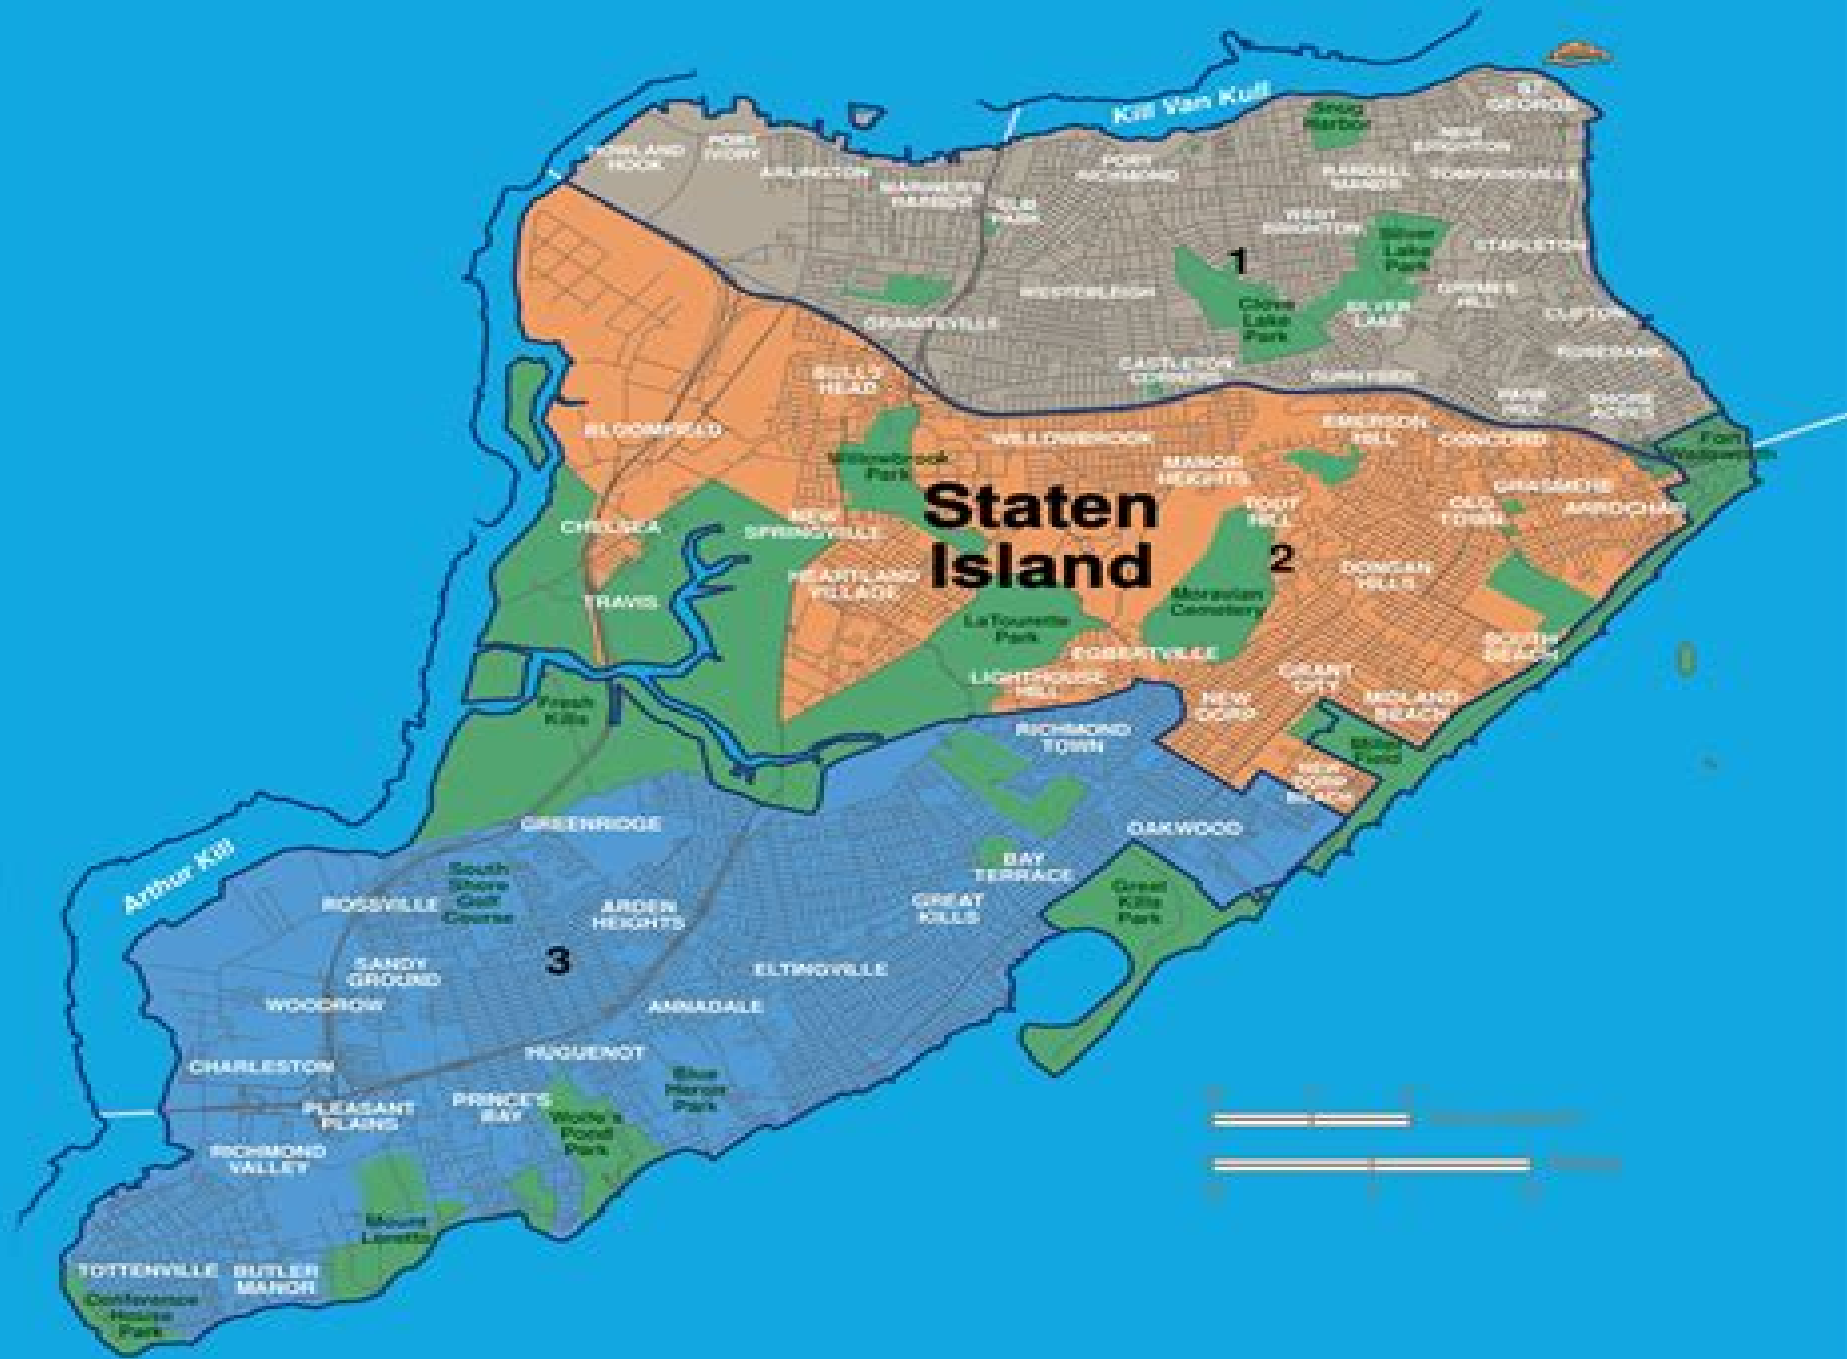 Kill Van Kull
Snug
Harbor
ST.
GEORGE
HOWLAND
HOOK
PORT
IVORY
ARLINGTON
MARINER'S
HARBOR
PORT
RICHMOND
NEW
BRIGHTON
RANDALL
MANOR
TOMPKINSVILLE
ELM
PARK
WEST
BRIGHTON
Silver
Lake
Park
STAPLETON
1
WESTERLEIGH
GRYMES
HILL
Clove
Lake
Park
SILVER
LAKE
CLIFTON
GRANITEVILLE
ROSEBANK
CASTLETON
CORNERS
SUNNYSIDE
BULLS
HEAD
PARK
HILL
SHORE
ACRES
BLOOMFIELD
WILLOWBROOK
EMERSON
HILL
CONCORD
Fort
Wadsworth
Willowbrook
Park
MANOR
HEIGHTS
GRASMERE
Staten
Island
TODT
HILL
OLD
TOWN
ARROCHAR
CHELSEA
NEW
SPRINGVILLE
2
HEARTLAND
VILLAGE
DONGAN
HILLS
TRAVIS
Moravian
Cemetery
LaTourette
Park
EGBERTVILLE
SOUTH
BEACH
LIGHTHOUSE
HILL
GRANT
CITY
Fresh
Kills
NEW
DORP
MIDLAND
BEACH
RICHMOND
TOWN
Miller
Field
NEW
DORP
BEACH
GREENRIDGE
OAKWOOD
Arthur Kill
BAY
TERRACE
South
Shore
Golf
Course
ROSSVILLE
ARDEN
HEIGHTS
GREAT
KILLS
Great
Kills
Park
3
SANDY
GROUND
ELTINGVILLE
WOODROW
ANNADALE
HUGUENOT
CHARLESTON
Blue
Heron
Park
PLEASANT
PLAINS
PRINCE'S
BAY
Wolfe's
Pond
Park
RICHMOND
VALLEY
Mount
Loretto
TOTTENVILLE
BUTLER
MANOR
Conference
House
Park